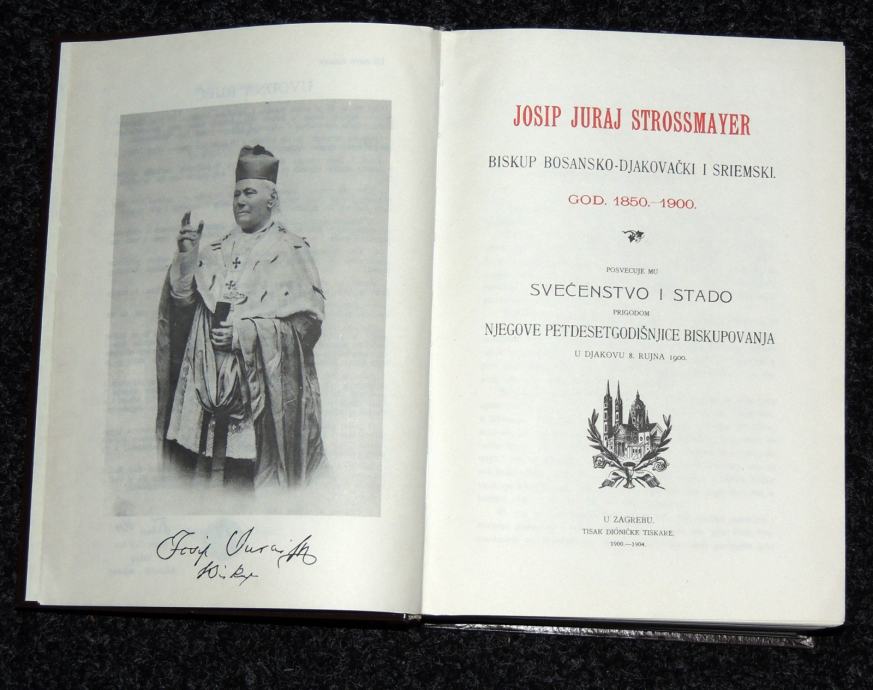 Josip Juraj
Biskup
JOSIP JURAJ STROSSMAYER
BISKUP BOSANSKO-DJAKOVAČKI I SRIEMSKI.
GOD. 1850.—1900.
POSVEĆUJE MU
SVEĆENSTVO I STADO
PRIGODOM
NJEGOVE PETDESETGODIŠNJICE BISKUPOVANJA
U DJAKOVU 8. RUJNA 1900.
U ZAGREBU.
TISAK DIONIČKE TISKARE.
1900.—1904.